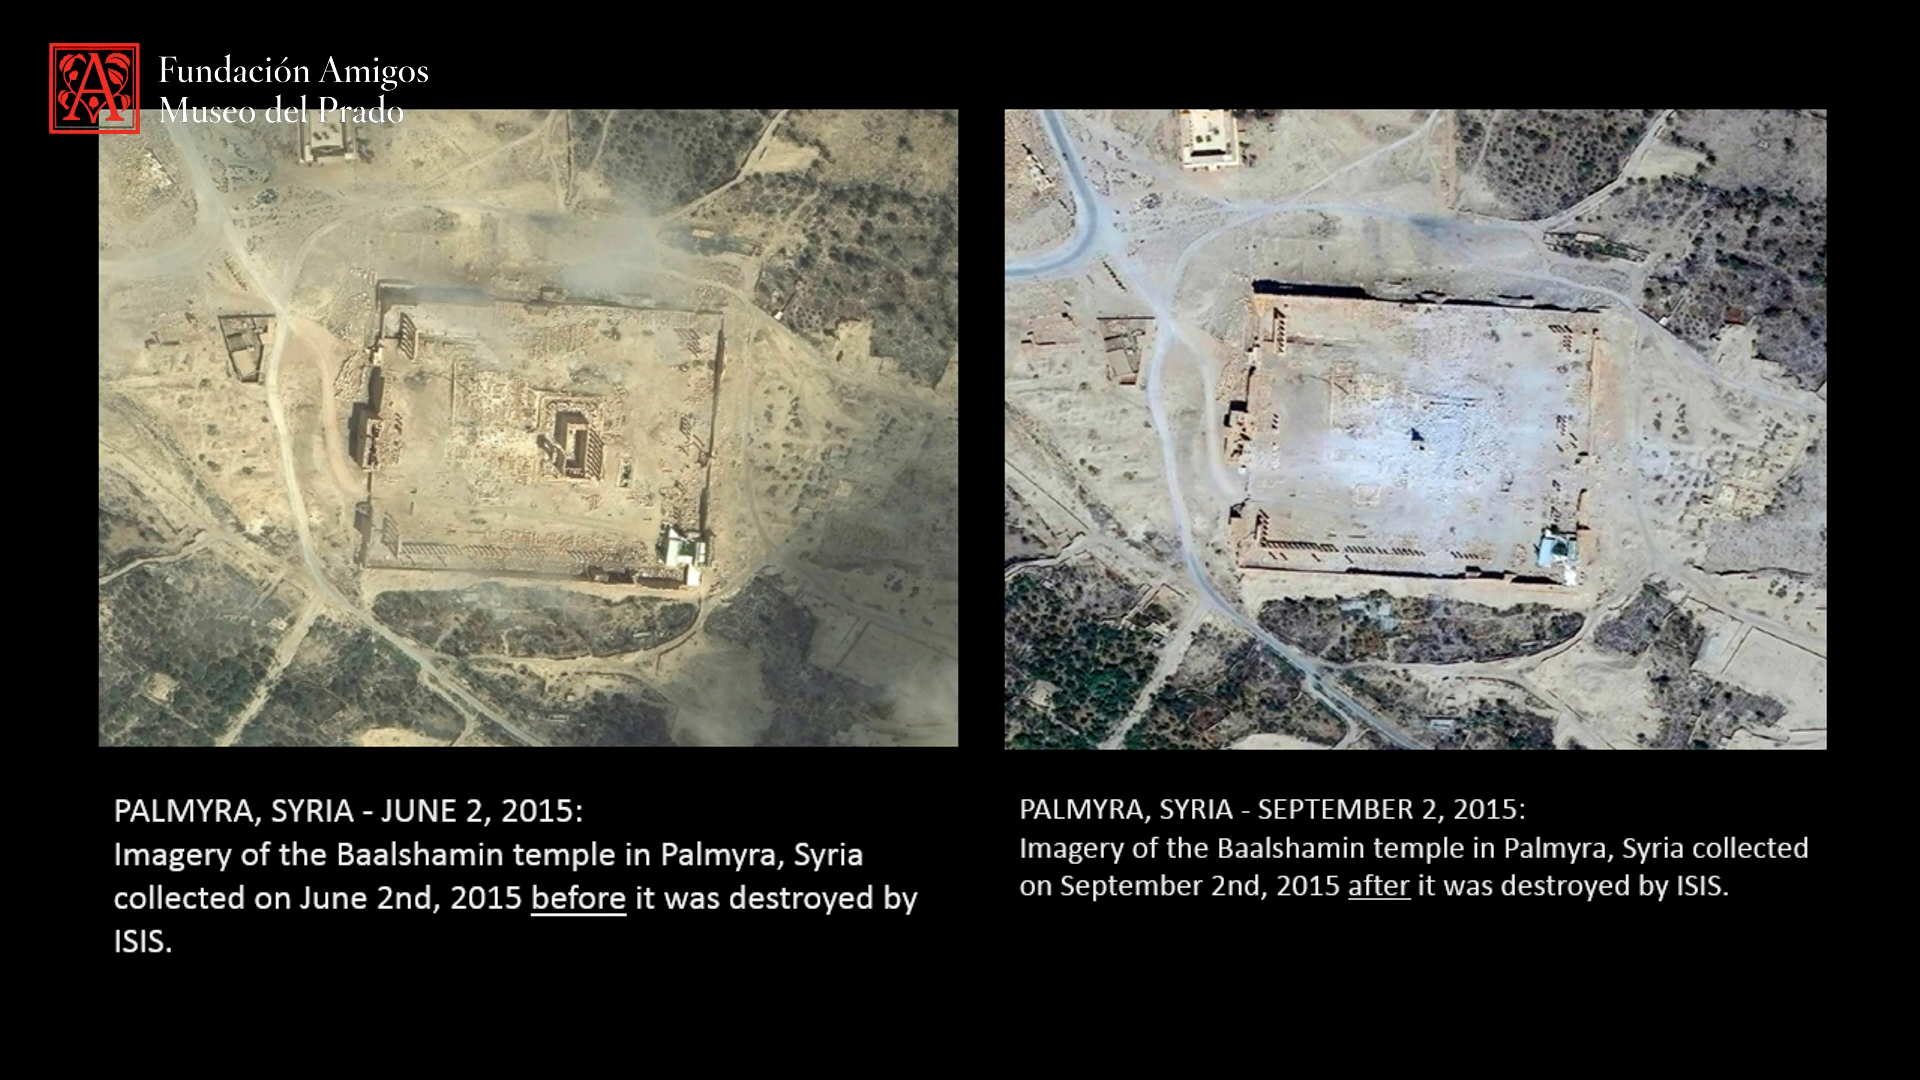 Fundación Amigos
Museo del Prado
PALMYRA, SYRIA - JUNE 2, 2015:
Imagery of the Baalshamin temple in Palmyra, Syria
collected on June 2nd, 2015 before it was destroyed by
ISIS.
PALMYRA, SYRIA - SEPTEMBER 2, 2015:
Imagery of the Baalshamin temple in Palmyra, Syria collected
on September 2nd, 2015 after it was destroyed by ISIS.